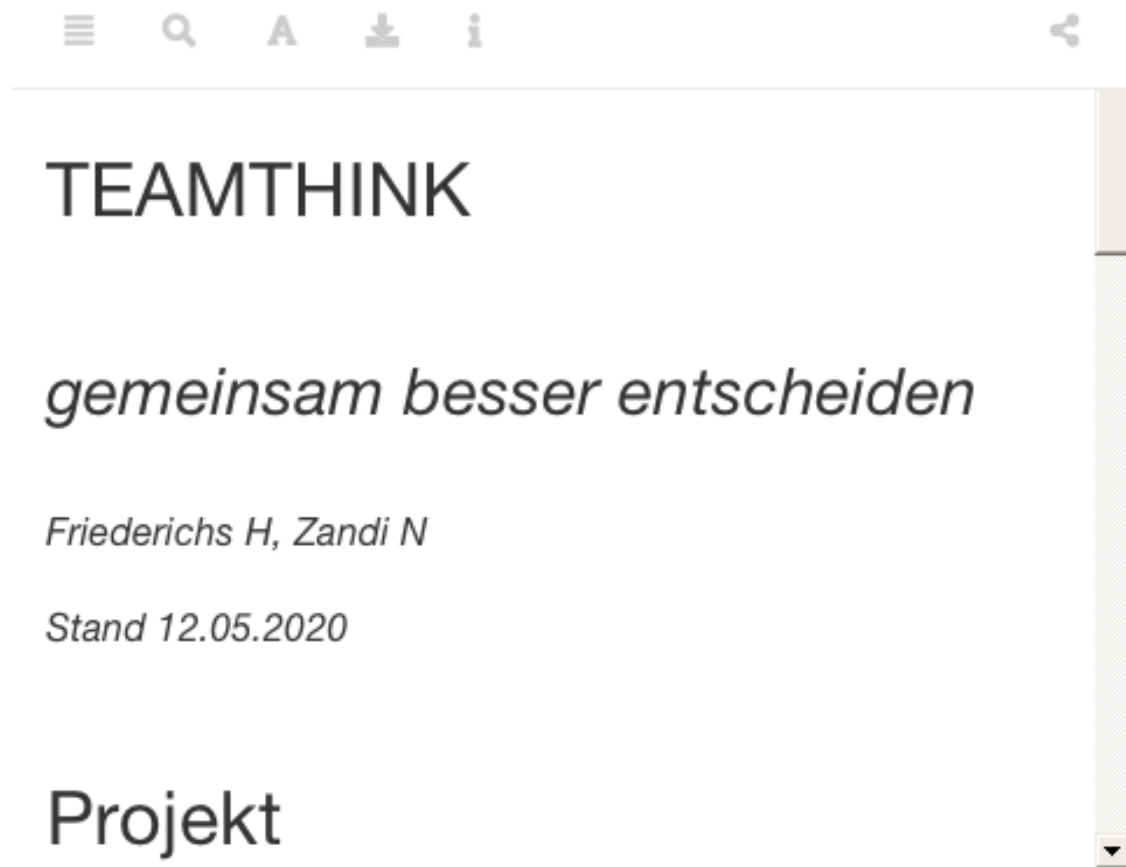 TEAMTHINK
gemeinsam besser entscheiden
Friederichs H, Zandi N
Stand 12.05.2020
Projekt